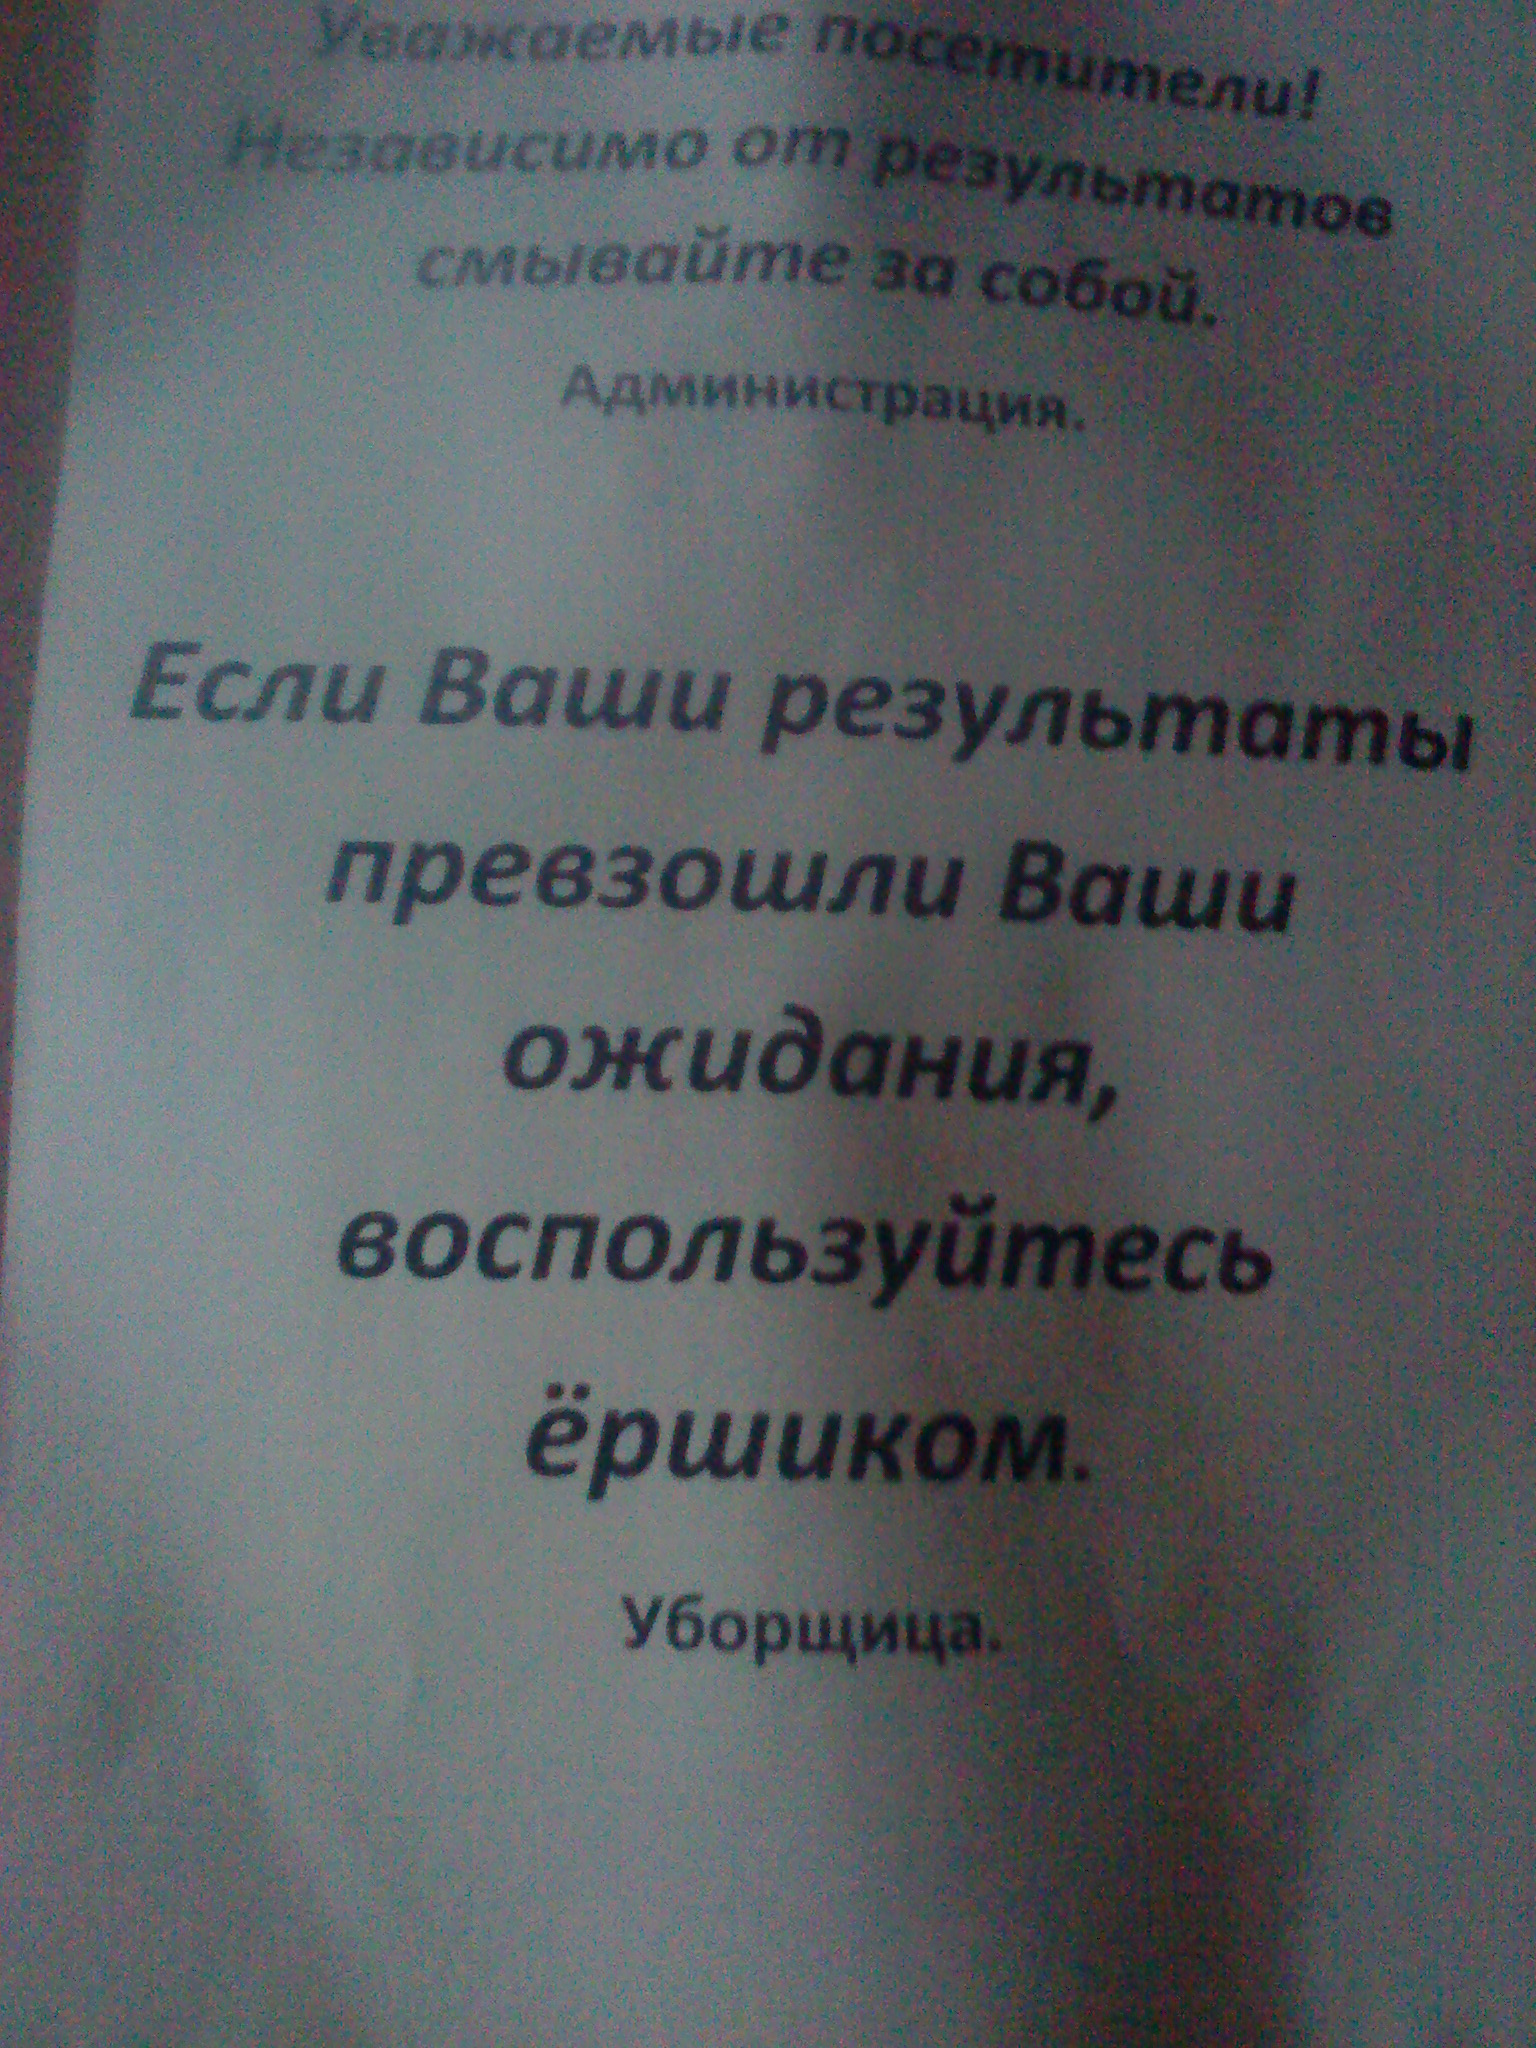 Уважаемые посетители!
Независимо от результатов
смывайте за собой.
Администрация.
Если Ваши результаты
превзошли Ваши
ожидания,
воспользуйтесь
ёршиком.
Уборщица.